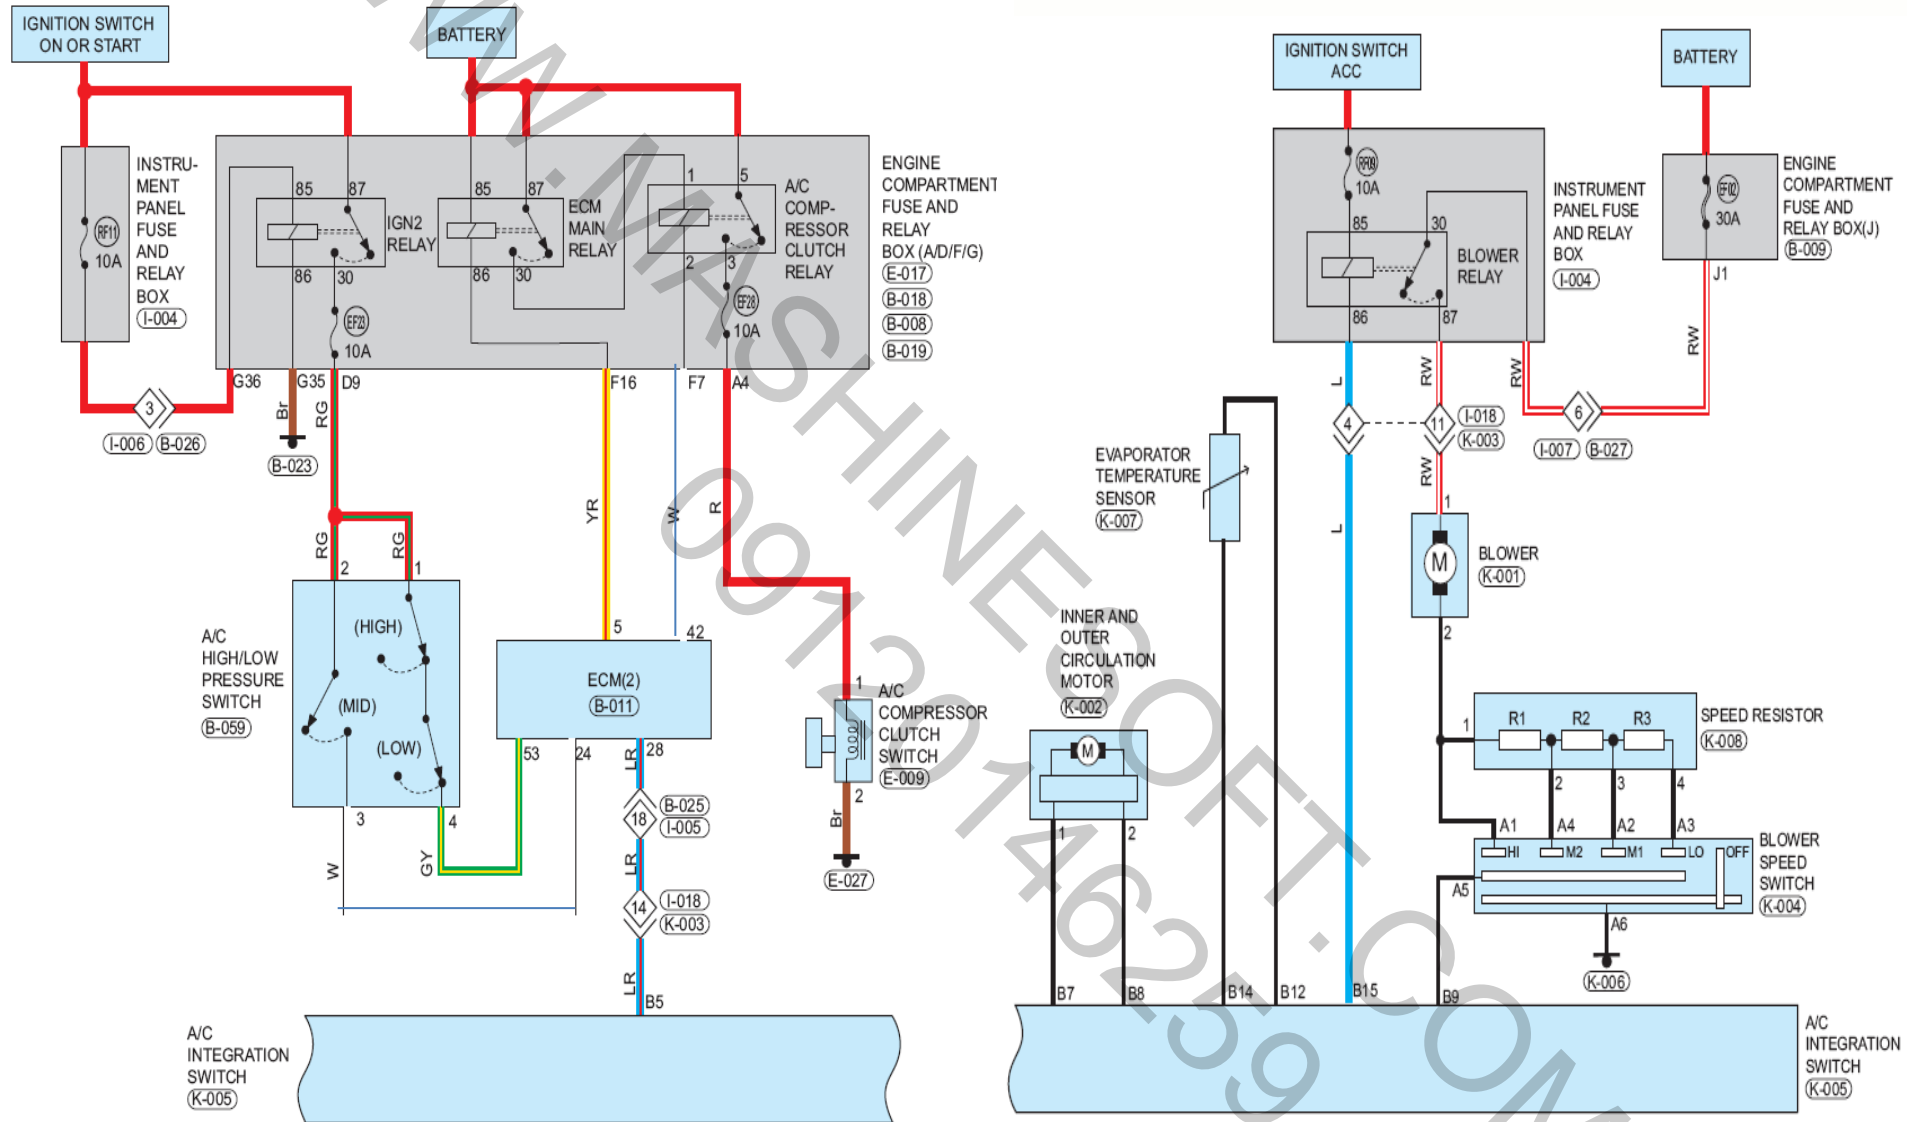 IGNITION SWITCH
ON OR START
BATTERY
INSTRU-
MENT
PANEL
FUSE
AND
RELAY
BOX
I-004
RF11
10A
85
87
IGN2
RELAY
86
30
EF23
10A
85
87
ECM
MAIN
RELAY
86
30
1
5
A/C
COMP-
RESSOR
CLUTCH
RELAY
2
3
EF28
10A
ENGINE
COMPARTMENT
FUSE AND
RELAY
BOX (A/D/F/G)
E-017
B-018
B-008
B-019
G36
G35
D9
F16
F7
A4
3
I-006
B-026
Br
B-023
RG
RG
RG
2
1
YR
W
R
A/C
HIGH/LOW
PRESSURE
SWITCH
B-059
(HIGH)
(MID)
(LOW)
3
4
W
GY
5
42
ECM(2)
B-011
53
24
28
LR
18
B-025
I-005
LR
14
I-018
K-003
LR
B5
1
A/C
COMPRESSOR
CLUTCH
SWITCH
E-009
2
Br
E-027
A/C
INTEGRATION
SWITCH
K-005
IGNITION SWITCH
ACC
BATTERY
RF09
10A
85
30
BLOWER
RELAY
86
87
INSTRUMENT
PANEL FUSE
AND RELAY
BOX
I-004
EF02
30A
ENGINE
COMPARTMENT
FUSE AND
RELAY BOX(J)
B-009
J1
RW
L
RW
RW
4
11
I-018
K-003
6
I-007
B-027
L
RW
1
BLOWER
K-001
M
2
EVAPORATOR
TEMPERATURE
SENSOR
K-007
INNER AND
OUTER
CIRCULATION
MOTOR
K-002
M
1
2
1
R1
R2
R3
SPEED RESISTOR
K-008
2
3
4
A1
A4
A2
A3
HI
M2
M1
LO
OFF
BLOWER
SPEED
SWITCH
K-004
A5
A6
K-006
B7
B8
B14
B12
B15
B9
A/C
INTEGRATION
SWITCH
K-005
WW.MASHINESOFT.COM
09120146259